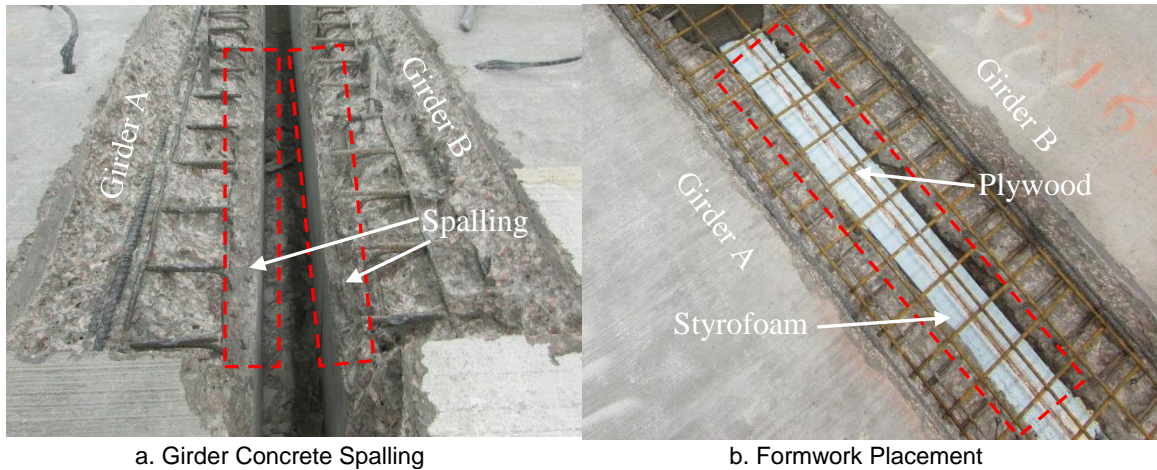 Girder A
Girder B
Spalling
Girder B
Plywood
Girder A
Styrofoam
a. Girder Concrete Spalling
b. Formwork Placement